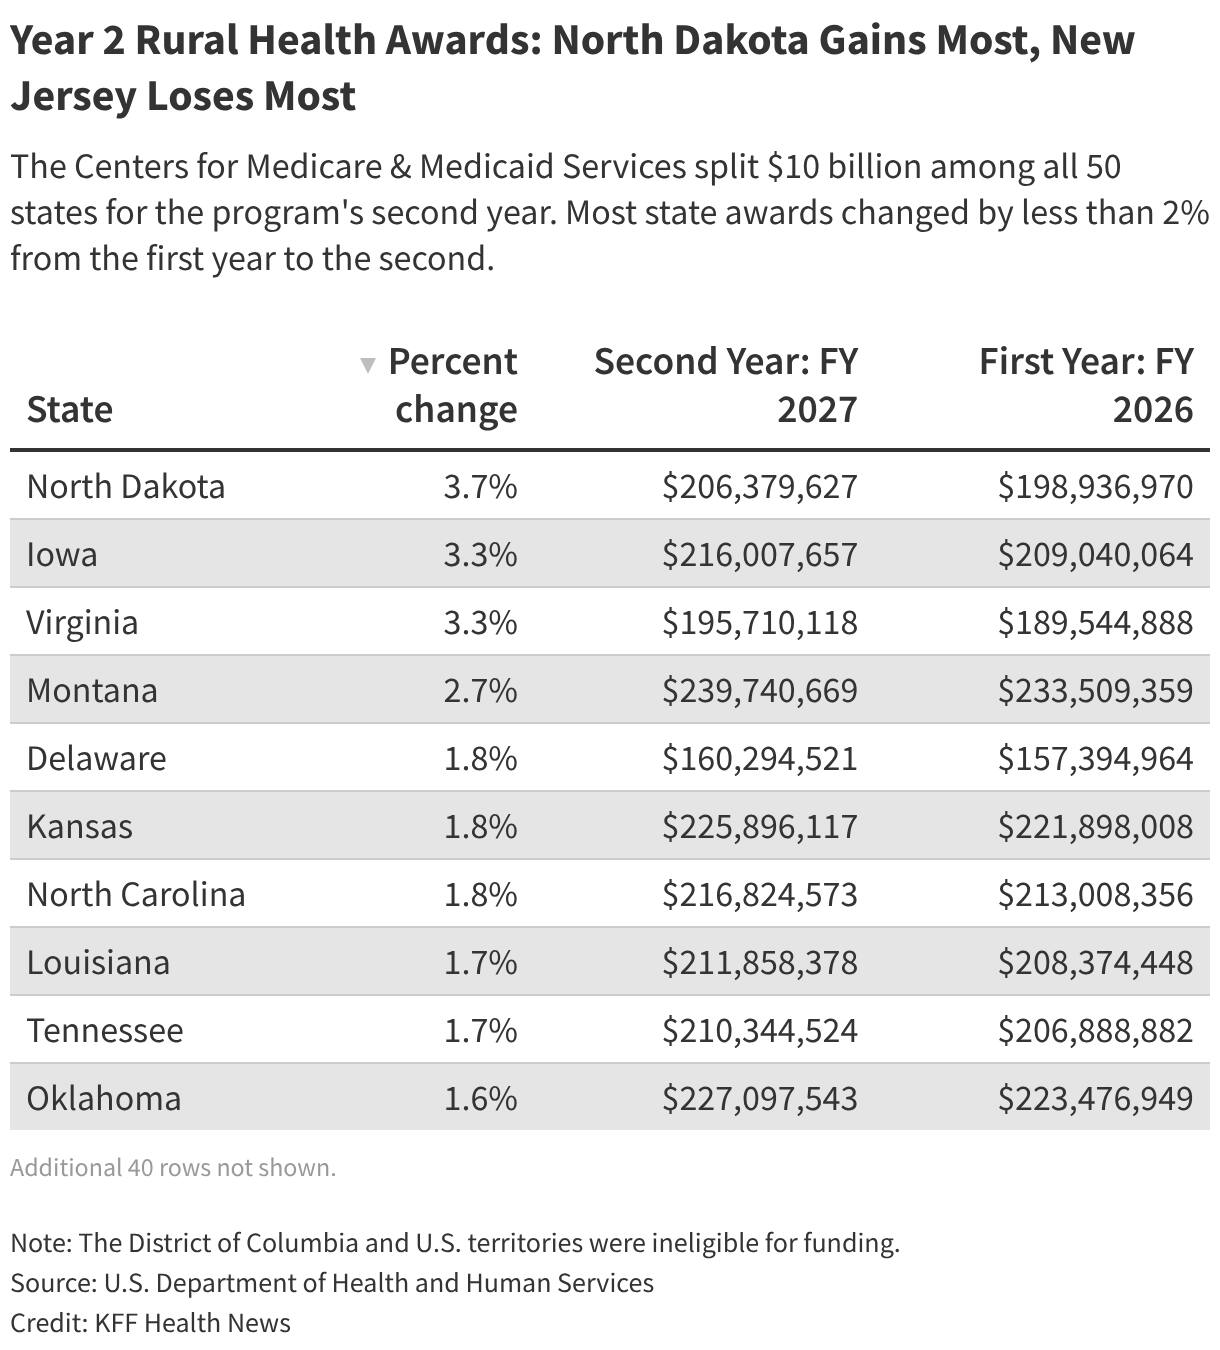 Year 2 Rural Health Awards: North Dakota Gains Most, New
Jersey Loses Most
The Centers for Medicare & Medicaid Services split $10 billion among all 50
states for the program's second year. Most state awards changed by less than 2%
from the first year to the second.
State ▼ Percent change Second Year: FY 2027 First Year: FY 2026
North Dakota 3.7% $206,379,627 $198,936,970
Iowa 3.3% $216,007,657 $209,040,064
Virginia 3.3% $195,710,118 $189,544,888
Montana 2.7% $239,740,669 $233,509,359
Delaware 1.8% $160,294,521 $157,394,964
Kansas 1.8% $225,896,117 $221,898,008
North Carolina 1.8% $216,824,573 $213,008,356
Louisiana 1.7% $211,858,378 $208,374,448
Tennessee 1.7% $210,344,524 $206,888,882
Oklahoma 1.6% $227,097,543 $223,476,949
Additional 40 rows not shown.
Note: The District of Columbia and U.S. territories were ineligible for funding.
Source: U.S. Department of Health and Human Services
Credit: KFF Health News